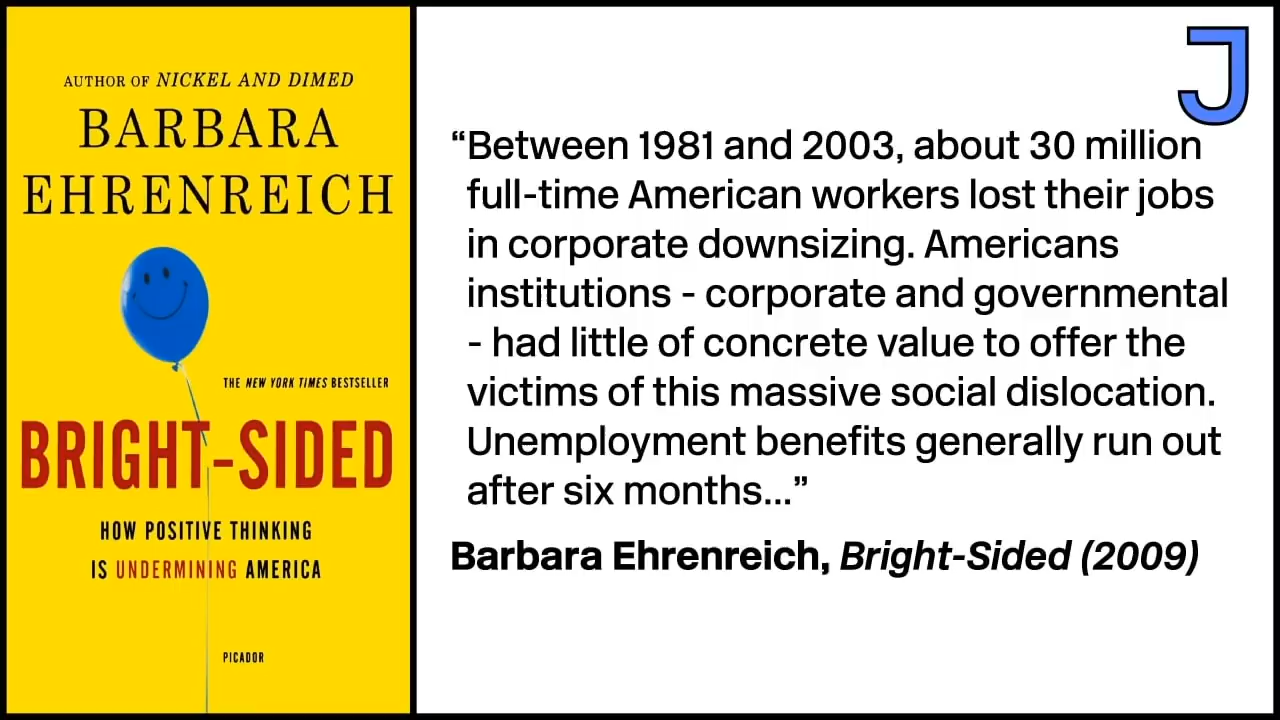 AUTHOR OF NICKEL AND DIMED
BARBARA
EHRENREICH
THE NEW YORK TIMES BESTSELLER
BRIGHT-SIDED
HOW POSITIVE THINKING
IS UNDERMINING AMERICA
PICADOR
J
“Between 1981 and 2003, about 30 million
full-time American workers lost their jobs
in corporate downsizing. Americans
institutions - corporate and governmental
- had little of concrete value to offer the
victims of this massive social dislocation.
Unemployment benefits generally run out
after six months...”
Barbara Ehrenreich, Bright-Sided (2009)